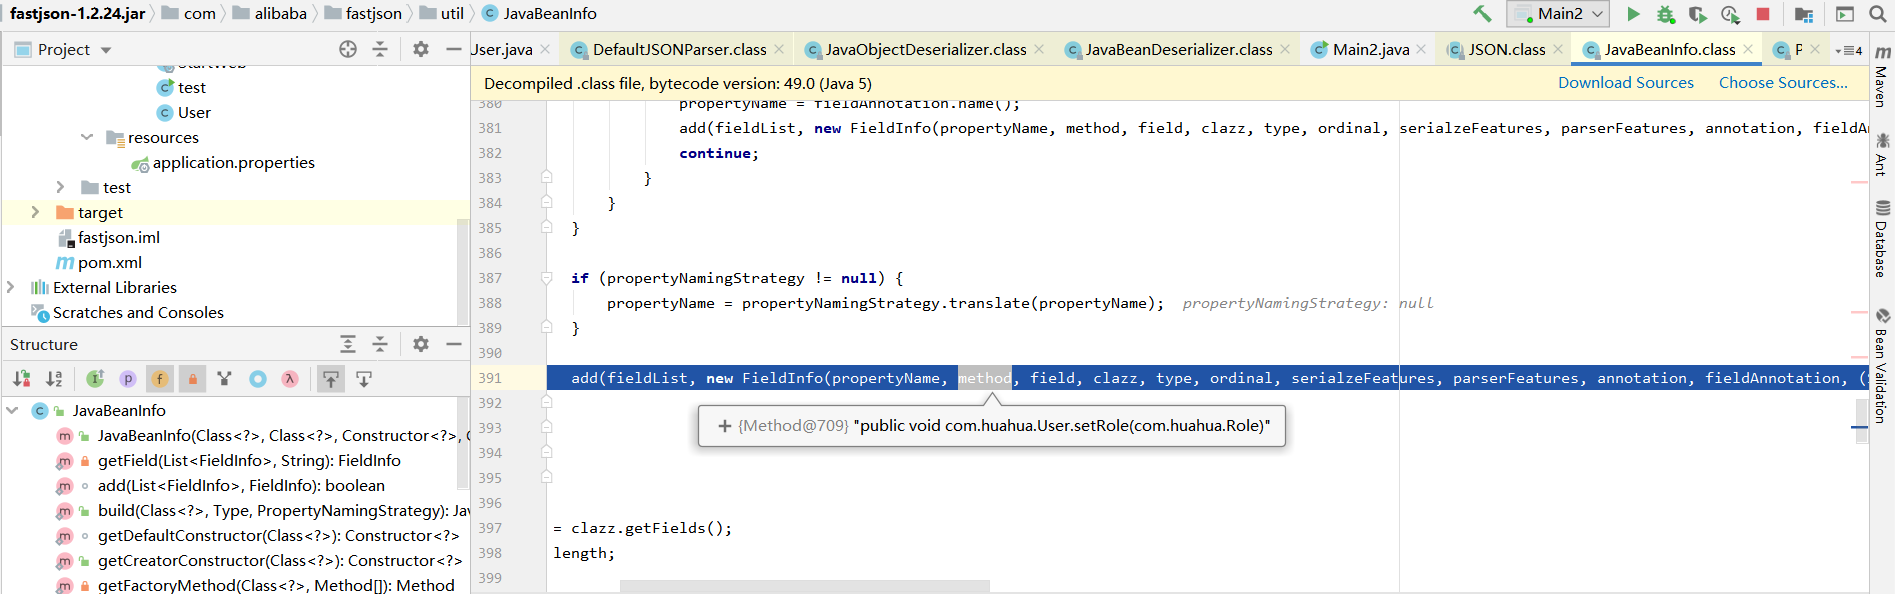 fastjson-1.2.24.jar com alibaba fastjson util JavaBeanInfo
Main2
Project
User.java DefaultJSONParser.class JavaObjectDeserializer.class JavaBeanDeserializer.class Main2.java JSON.class JavaBeanInfo.class P 4
StartWeb
test
User
resources
application.properties
test
target
fastjson.iml
pom.xml
External Libraries
Scratches and Consoles
Structure
JavaBeanInfo
JavaBeanInfo(Class<?>, Class<?>, Constructor<?>, C
getField(List<FieldInfo>, String): FieldInfo
add(List<FieldInfo>, FieldInfo): boolean
build(Class<?>, Type, PropertyNamingStrategy): Jav
getDefaultConstructor(Class<?>): Constructor<?>
getCreatorConstructor(Class<?>): Constructor<?>
getFactoryMethod(Class<?>, Method[]): Method
Decompiled .class file, bytecode version: 49.0 (Java 5)
Download Sources Choose Sources...
380 propertyName = fieldAnnotation.name();
381 add(fieldList, new FieldInfo(propertyName, method, field, clazz, type, ordinal, serialzeFeatures, parserFeatures, annotation, fieldAn
382 continue;
383 }
384 }
385 }
386
387 if (propertyNamingStrategy != null) {
388 propertyName = propertyNamingStrategy.translate(propertyName); propertyNamingStrategy: null
389 }
390
391 add(fieldList, new FieldInfo(propertyName, method, field, clazz, type, ordinal, serialzeFeatures, parserFeatures, annotation, fieldAnnotation, (S
392
393
394
395
396
397 = clazz.getFields();
398 length;
399
+ {Method@709} "public void com.huahua.User.setRole(com.huahua.Role)"
Maven
Ant
Database
Bean Validation